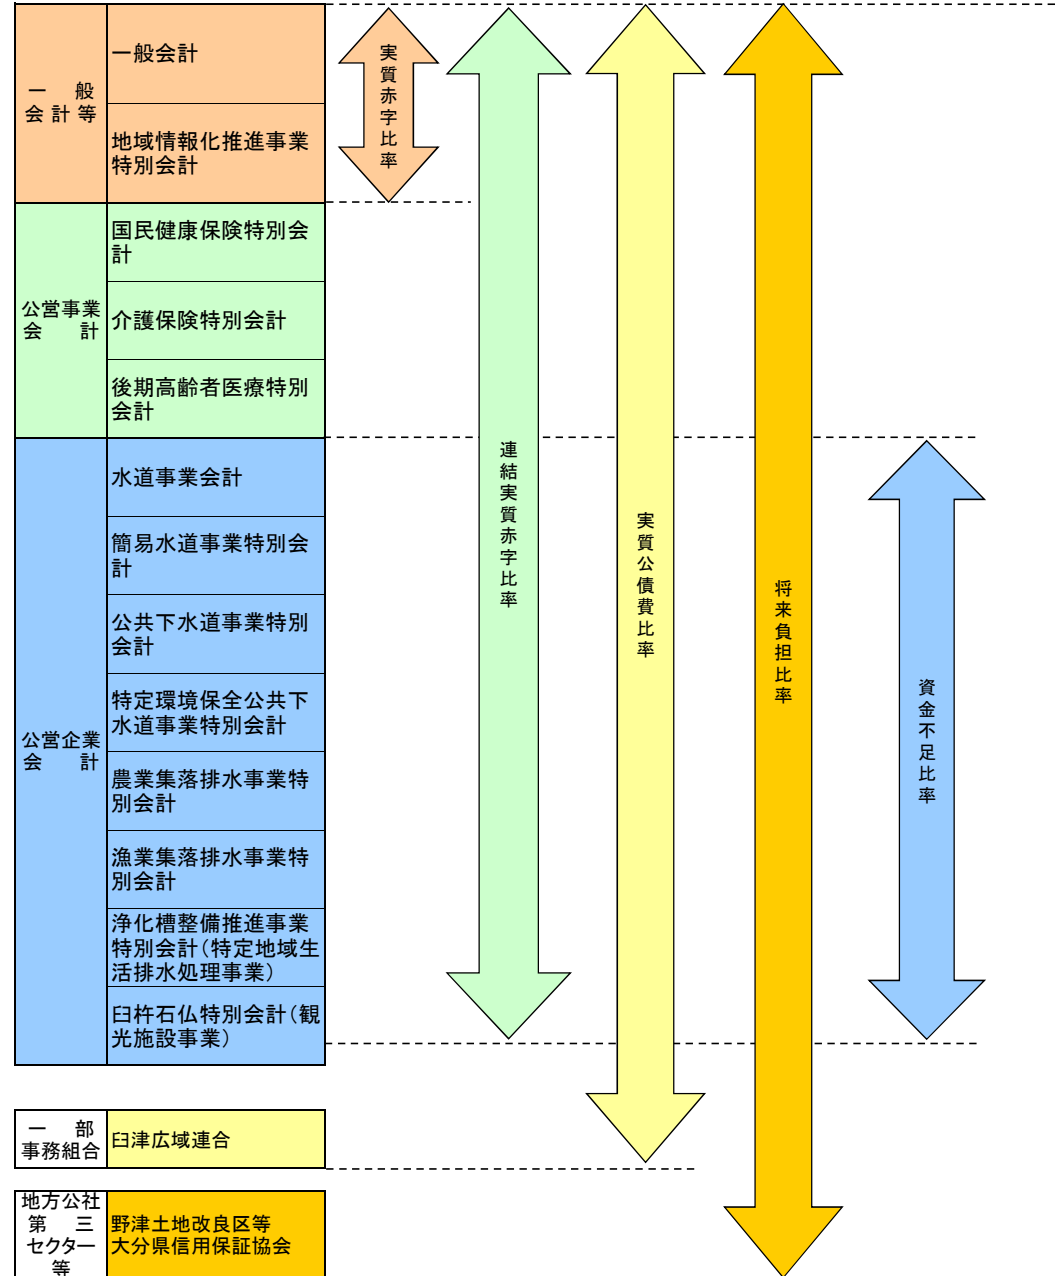 一般
会計等
一般会計
地域情報化推進事業
特別会計
公営事業
会計
国民健康保険特別会
計
介護保険特別会計
後期高齢者医療特別
会計
公営企業
会計
水道事業会計
簡易水道事業特別会
計
公共下水道事業特別
会計
特定環境保全公共下
水道事業特別会計
農業集落排水事業特
別会計
漁業集落排水事業特
別会計
浄化槽整備推進事業
特別会計（特定地域生
活排水処理事業）
臼杵石仏特別会計（観
光施設事業）
一部
事務組合
臼津広域連合
地方公社
第三
セクター
等
野津土地改良区等
大分県信用保証協会
実質赤字比率
連結実質赤字比率
実質公債費比率
将来負担比率
資金不足比率